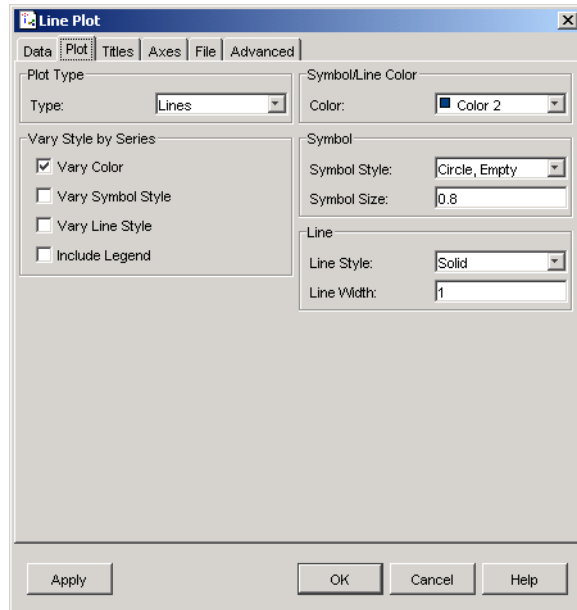 Line Plot
Data Plot Titles Axes File Advanced
Plot Type
Type: Lines
Vary Style by Series
Vary Color
Vary Symbol Style
Vary Line Style
Include Legend
Symbol/Line Color
Color: Color 2
Symbol
Symbol Style: Circle, Empty
Symbol Size: 0.8
Line
Line Style: Solid
Line Width: 1
Apply OK Cancel Help